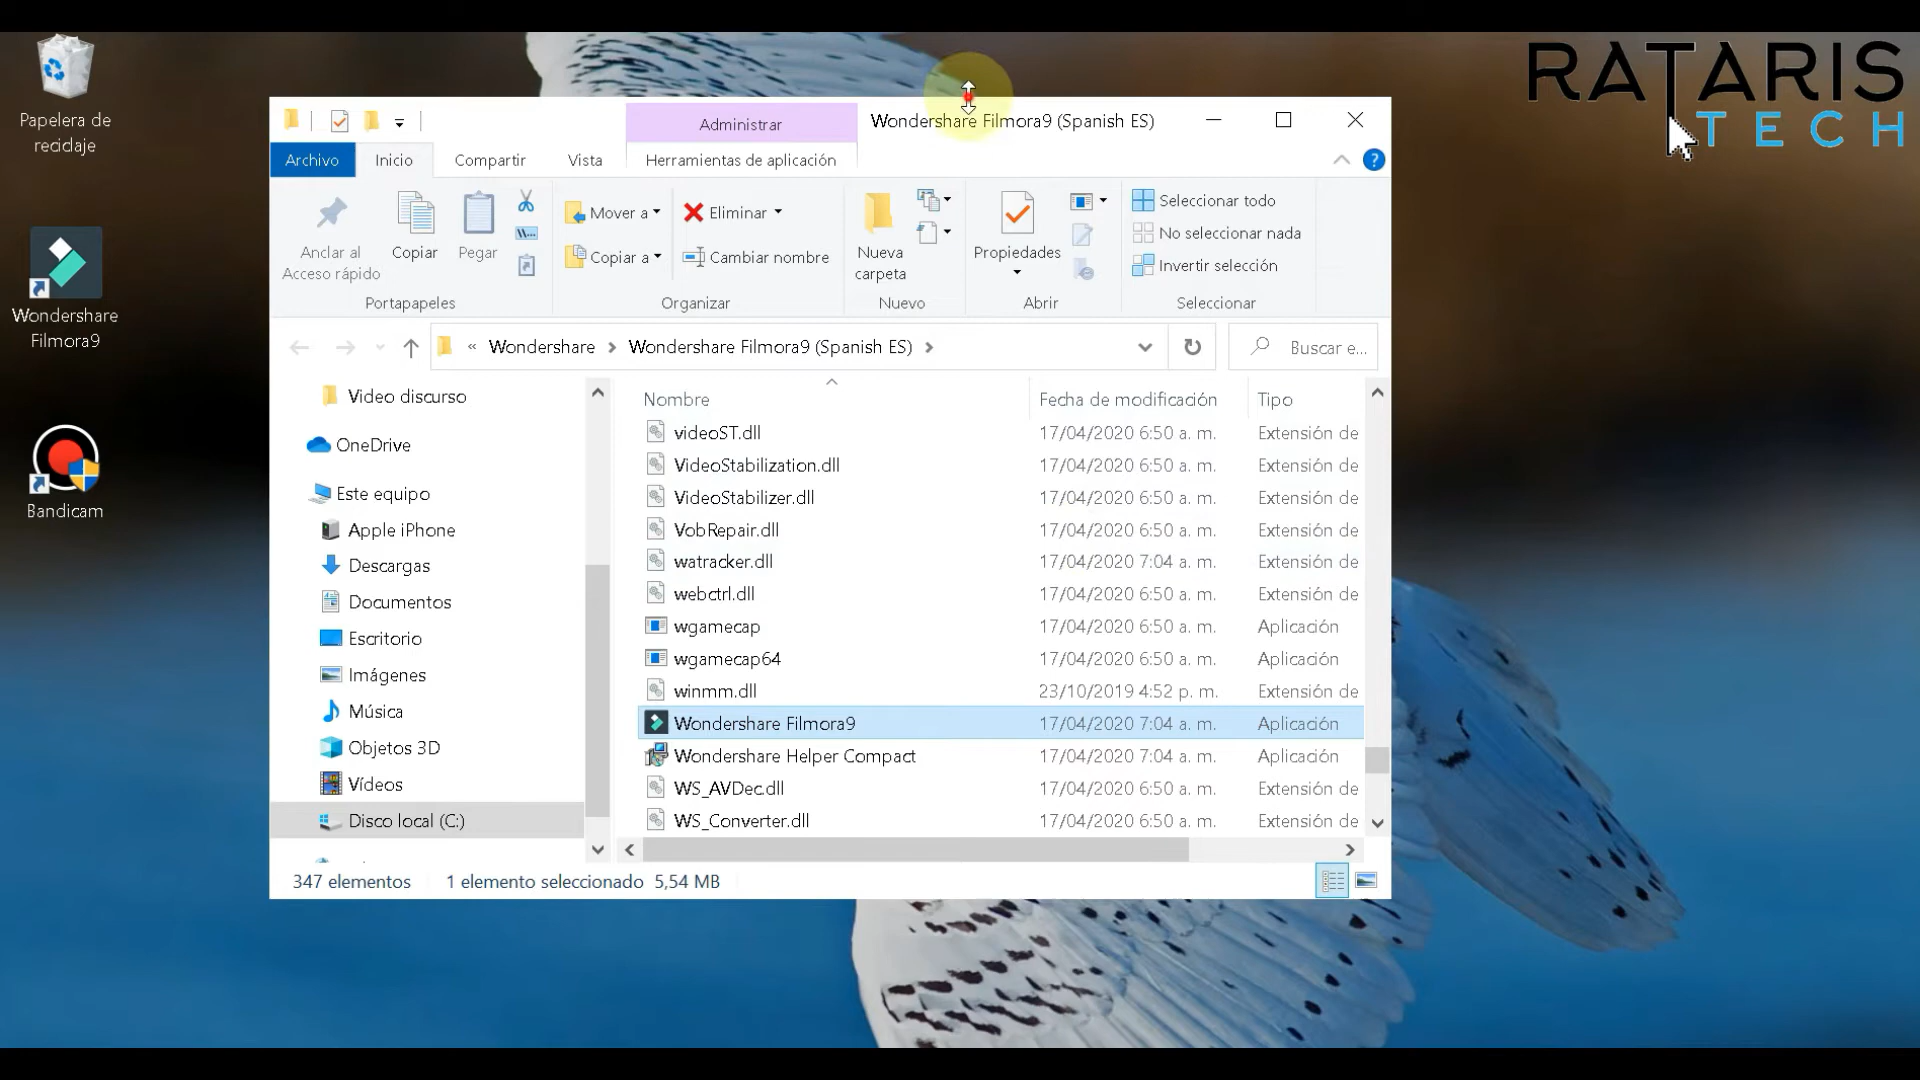 Papelera de
reciclaje
Wondershare
Filmora9
Bandicam
RATARIS
TECH
Administrar
Wondershare Filmora9 (Spanish ES)
Archivo
Inicio
Compartir
Vista
Herramientas de aplicación
Anclar al
Acceso rápido
Copiar
Pegar
Portapapeles
Mover a
Copiar a
Eliminar
Cambiar nombre
Organizar
Nueva
carpeta
Nuevo
Propiedades
Abrir
Seleccionar todo
No seleccionar nada
Invertir selección
Seleccionar
« Wondershare > Wondershare Filmora9 (Spanish ES) >
Buscar e...
Video discurso
OneDrive
Este equipo
Apple iPhone
Descargas
Documentos
Escritorio
Imágenes
Música
Objetos 3D
Vídeos
Disco local (C:)
Nombre Fecha de modificación Tipo
videoST.dll 17/04/2020 6:50 a. m. Extensión de
VideoStabilization.dll 17/04/2020 6:50 a. m. Extensión de
VideoStabilizer.dll 17/04/2020 6:50 a. m. Extensión de
VobRepair.dll 17/04/2020 6:50 a. m. Extensión de
watracker.dll 17/04/2020 7:04 a. m. Extensión de
webctrl.dll 17/04/2020 6:50 a. m. Extensión de
wgamecap 17/04/2020 6:50 a. m. Aplicación
wgamecap64 17/04/2020 6:50 a. m. Aplicación
winmm.dll 23/10/2019 4:52 p. m. Extensión de
Wondershare Filmora9 17/04/2020 7:04 a. m. Aplicación
Wondershare Helper Compact 17/04/2020 7:04 a. m. Aplicación
WS_AVDec.dll 17/04/2020 6:50 a. m. Extensión de
WS_Converter.dll 17/04/2020 6:50 a. m. Extensión de
347 elementos 1 elemento seleccionado 5,54 MB